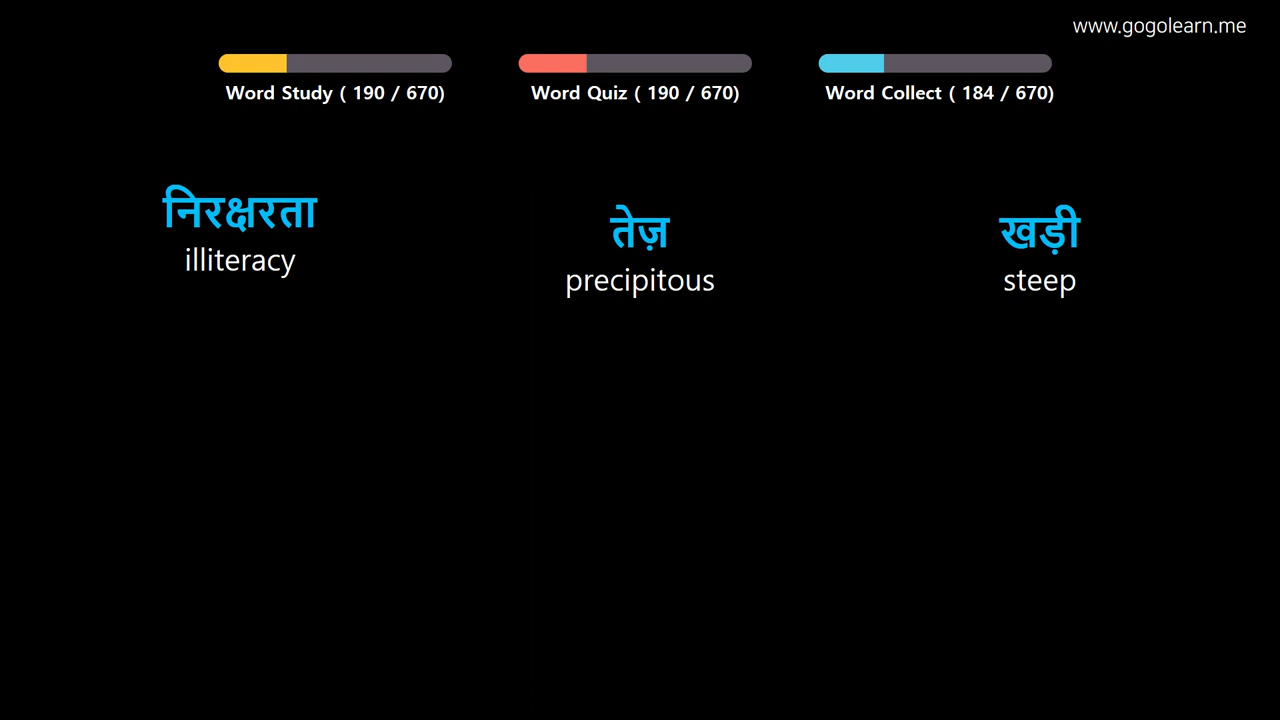 www.gogolearn.me
Word Study ( 190 / 670)
Word Quiz ( 190 / 670)
Word Collect ( 184 / 670)
निरक्षरता
illiteracy
तेज़
precipitous
खड़ी
steep